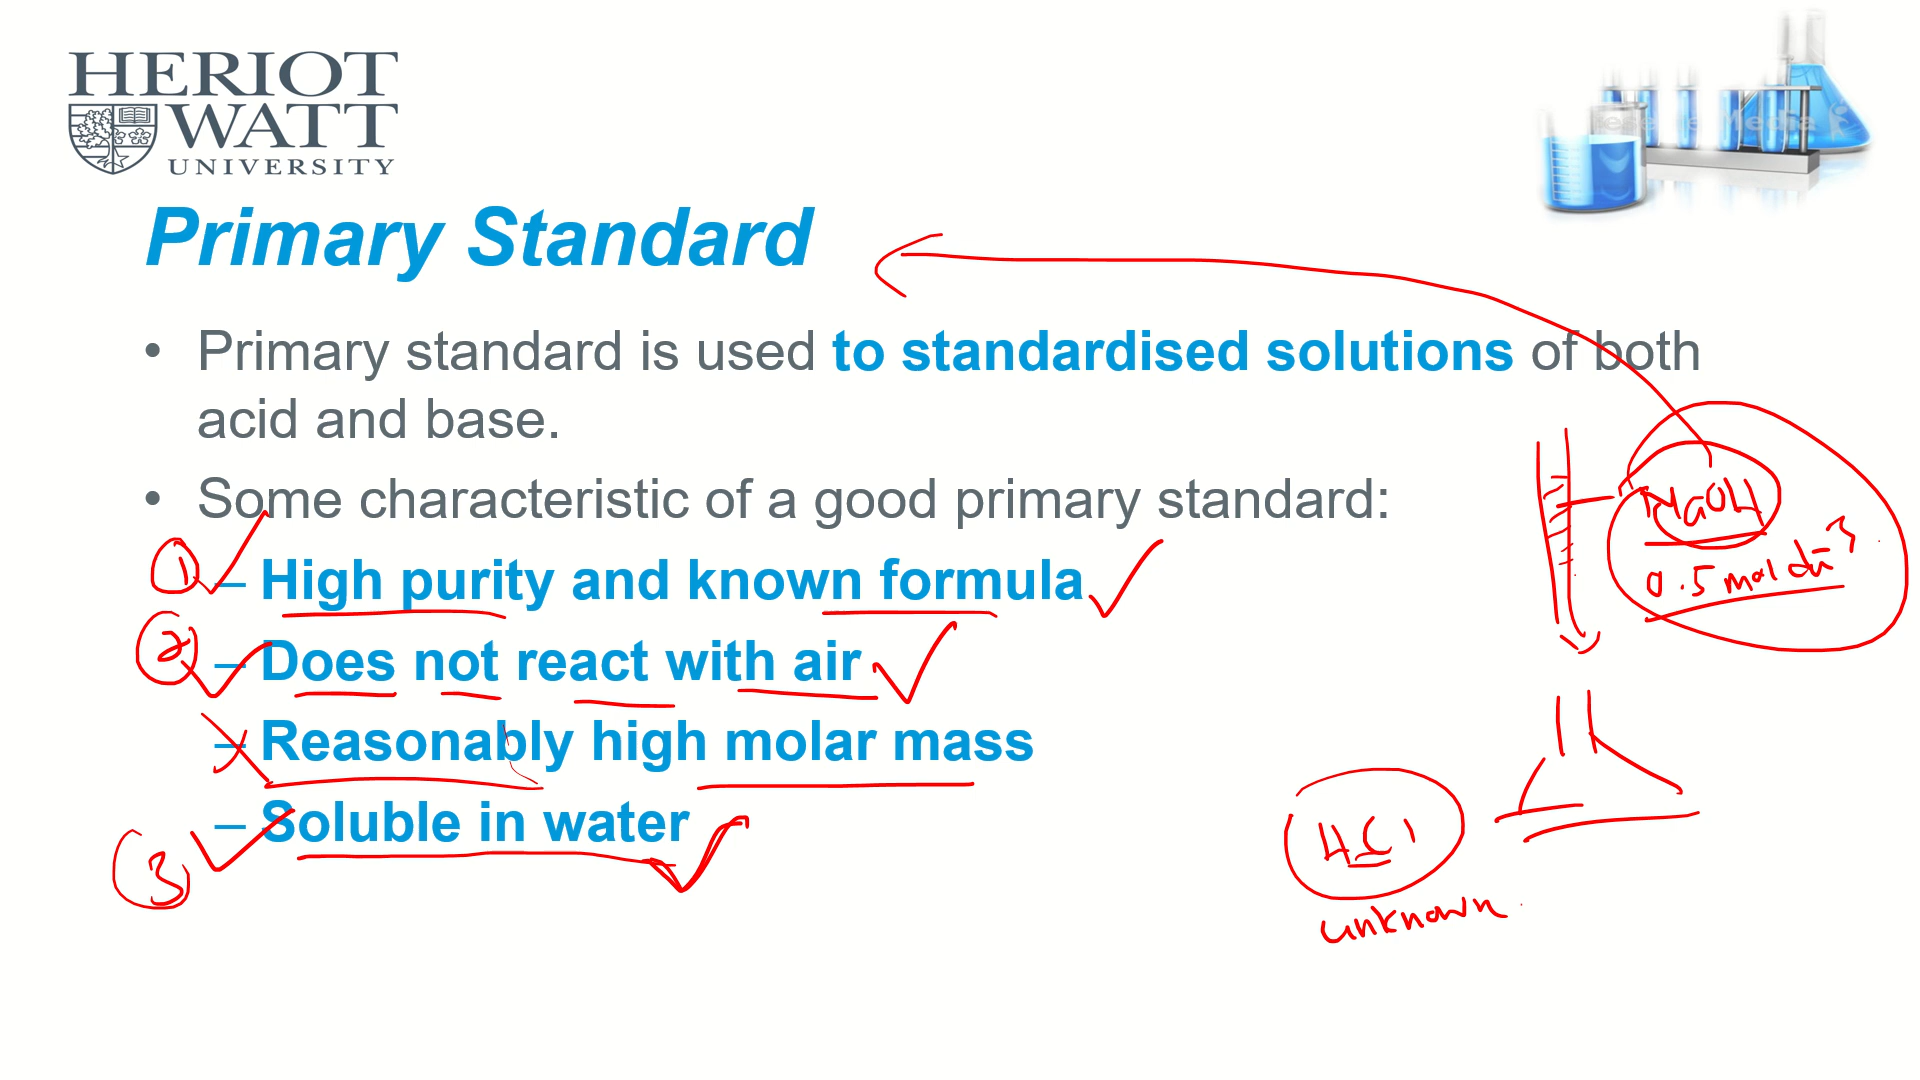 HERIOT
WATT
UNIVERSITY
Primary Standard
• Primary standard is used to standardised solutions of both
acid and base.
• Some characteristic of a good primary standard:
1 – High purity and known formula
2 – Does not react with air
– Reasonably high molar mass
3 – Soluble in water
NaOH
0.5 mol dm⁻³
HCl
unknown